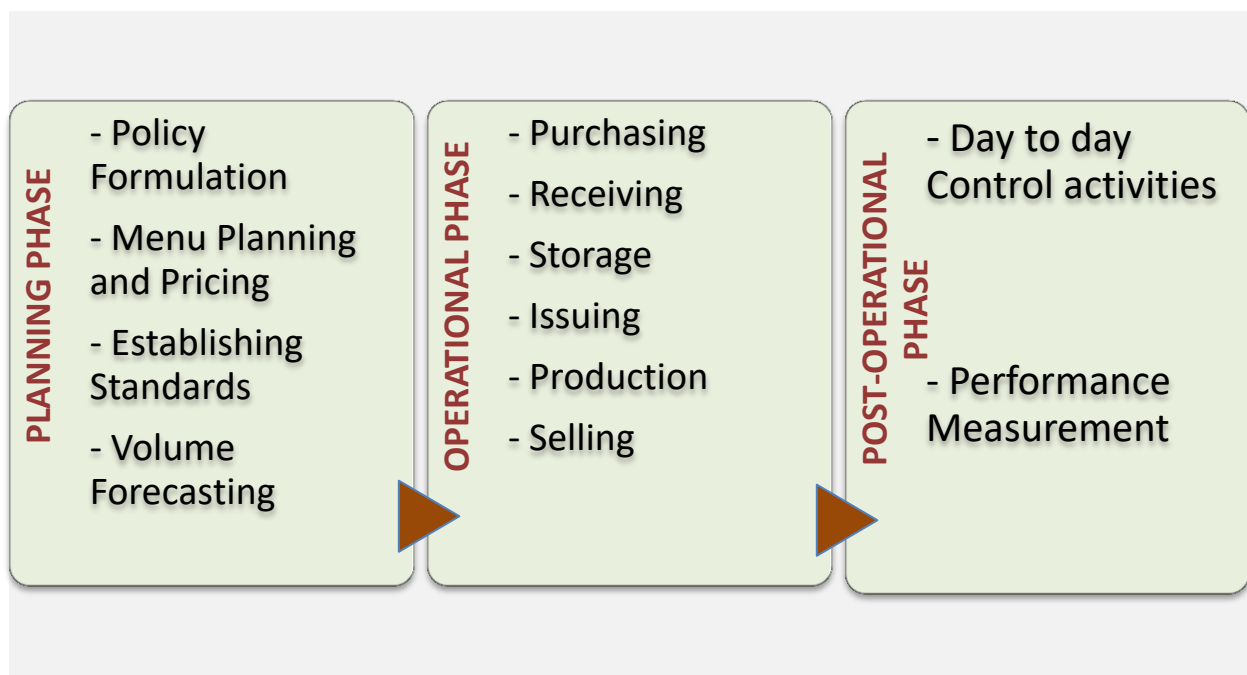 PLANNING PHASE
- Policy
Formulation
- Menu Planning
and Pricing
- Establishing
Standards
- Volume
Forecasting
OPERATIONAL PHASE
- Purchasing
- Receiving
- Storage
- Issuing
- Production
- Selling
POST-OPERATIONAL
PHASE
- Day to day
Control activities
- Performance
Measurement